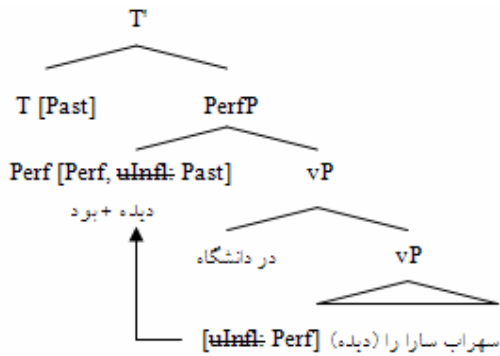 T'
T [Past] PerfP
Perf [Perf, uInfl: Past] vP
دیده + بود
در دانشگاه vP
[uInfl: Perf] سهراب سارا را (دیده)